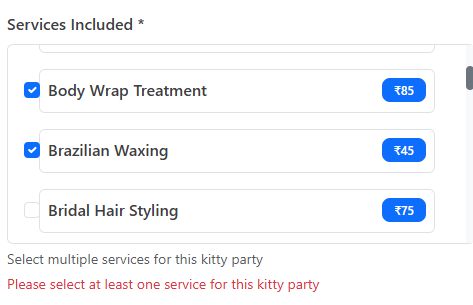 Services Included *
Body Wrap Treatment ₹85
Brazilian Waxing ₹45
Bridal Hair Styling ₹75
Select multiple services for this kitty party
Please select at least one service for this kitty party